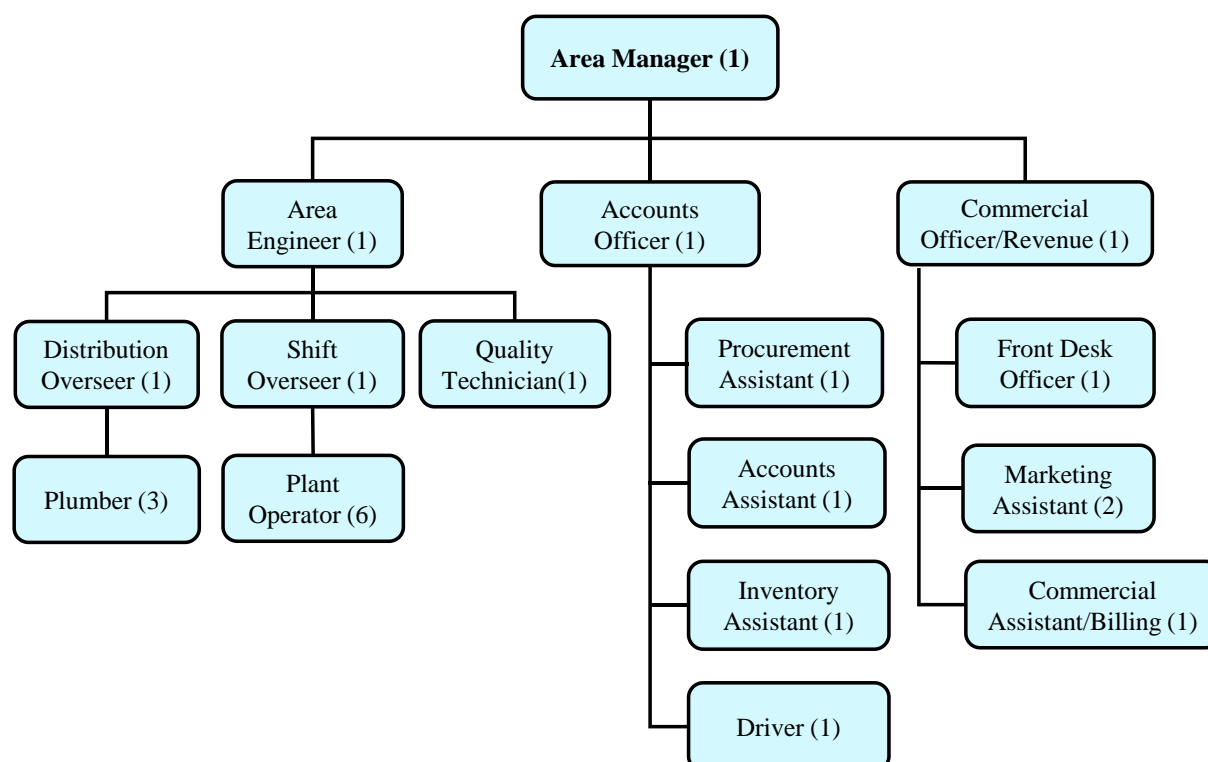 Area Manager (1)
Area
Engineer (1)
Accounts
Officer (1)
Commercial
Officer/Revenue (1)
Distribution
Overseer (1)
Shift
Overseer (1)
Quality
Technician(1)
Procurement
Assistant (1)
Front Desk
Officer (1)
Plumber (3)
Plant
Operator (6)
Accounts
Assistant (1)
Marketing
Assistant (2)
Inventory
Assistant (1)
Commercial
Assistant/Billing (1)
Driver (1)